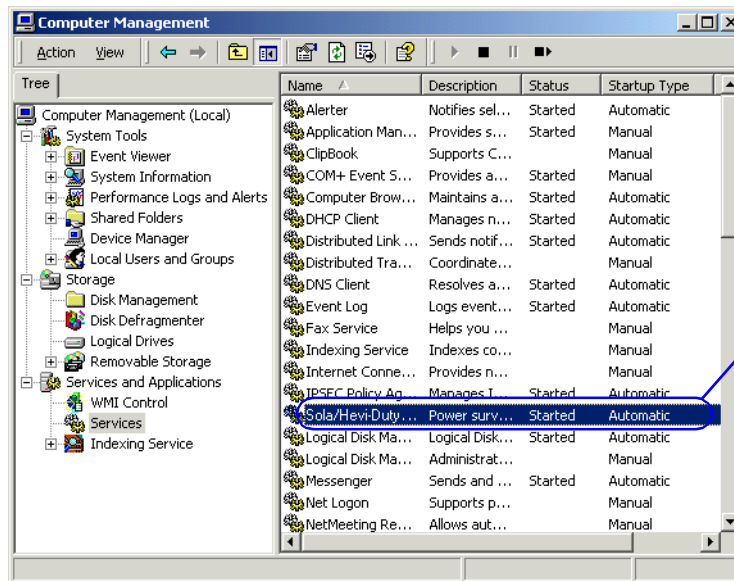 Computer Management
Action View
Tree
Computer Management (Local)
System Tools
Event Viewer
System Information
Performance Logs and Alerts
Shared Folders
Device Manager
Local Users and Groups
Storage
Disk Management
Disk Defragmenter
Logical Drives
Removable Storage
Services and Applications
WMI Control
Services
Indexing Service
Name Description Status Startup Type
Alerter Notifies sel... Started Automatic
Application Man... Provides s... Started Manual
ClipBook Supports C... Manual
COM+ Event S... Provides a... Started Manual
Computer Brow... Maintains a... Started Automatic
DHCP Client Manages n... Started Automatic
Distributed Link ... Sends notif... Started Automatic
Distributed Tra... Coordinate... Manual
DNS Client Resolves a... Started Automatic
Event Log Logs event... Started Automatic
Fax Service Helps you ... Manual
Indexing Service Indexes co... Manual
Internet Conne... Provides n... Manual
IPSEC Policy Ag... Manages I... Started Automatic
Sola/Hevi-Duty... Power surv... Started Automatic
Logical Disk Ma... Logical Disk... Started Automatic
Logical Disk Ma... Administrat... Manual
Messenger Sends and ... Started Automatic
Net Logon Supports p... Manual
NetMeeting Re... Allows aut... Manual